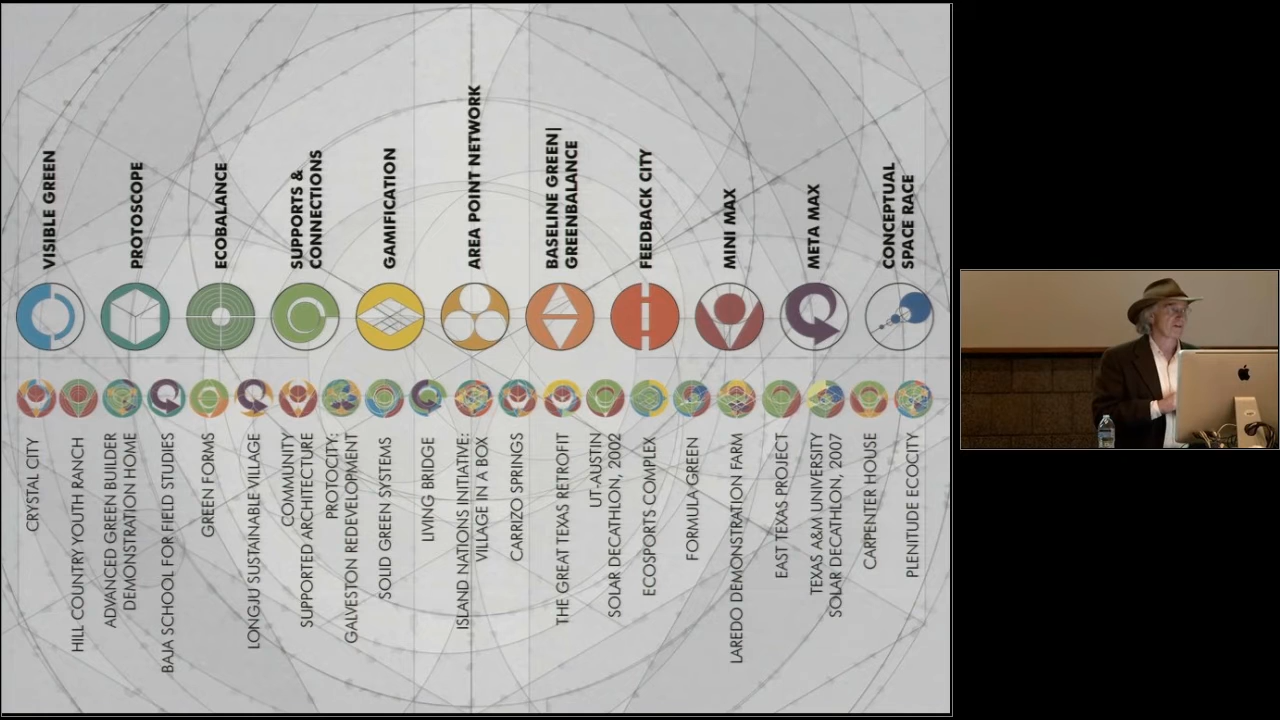 VISIBLE GREEN
PROTOSCOPE
ECOBALANCE
SUPPORTS &
CONNECTIONS
GAMIFICATION
AREA POINT NETWORK
BASELINE GREEN|
GREENBALANCE
FEEDBACK CITY
MINI MAX
META MAX
CONCEPTUAL
SPACE RACE
CRYSTAL CITY
HILL COUNTRY YOUTH RANCH
ADVANCED GREEN BUILDER
DEMONSTRATION HOME
BAJA SCHOOL FOR FIELD STUDIES
GREEN FORMS
LONGJU SUSTAINABLE VILLAGE
COMMUNITY
SUPPORTED ARCHITECTURE
PROTOCITY:
GALVESTON REDEVELOPMENT
SOLID GREEN SYSTEMS
LIVING BRIDGE
ISLAND NATIONS INITIATIVE:
VILLAGE IN A BOX
CARRIZO SPRINGS
THE GREAT TEXAS RETROFIT
UT-AUSTIN
SOLAR DECATHLON, 2002
ECOSPORTS COMPLEX
FORMULA GREEN
LAREDO DEMONSTRATION FARM
EAST TEXAS PROJECT
TEXAS A&M UNIVERSITY
SOLAR DECATHLON, 2007
CARPENTER HOUSE
PLENITUDE ECOCITY